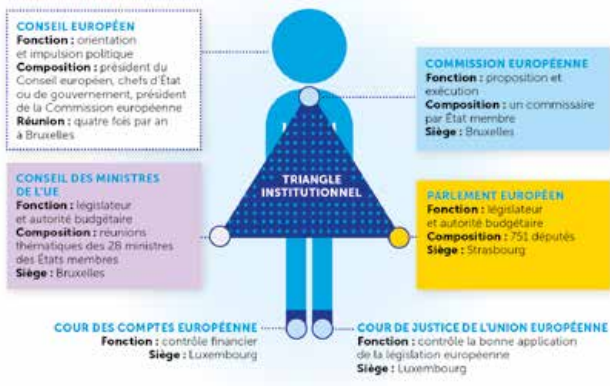 CONSEIL EUROPÉEN
Fonction : orientation
et impulsion politique
Composition : président du
Conseil européen, chefs d'État
ou de gouvernement, président
de la Commission européenne
Réunion : quatre fois par an
à Bruxelles
COMMISSION EUROPÉENNE
Fonction : proposition et
exécution
Composition : un commissaire
par État membre
Siège : Bruxelles
CONSEIL DES MINISTRES
DE L'UE
Fonction : législateur
et autorité budgétaire
Composition : réunions
thématiques des 28 ministres
des États membres
Siège : Bruxelles
TRIANGLE
INSTITUTIONNEL
PARLEMENT EUROPÉEN
Fonction : législateur
et autorité budgétaire
Composition : 751 députés
Siège : Strasbourg
COUR DES COMPTES EUROPÉENNE
Fonction : contrôle financier
Siège : Luxembourg
COUR DE JUSTICE DE L'UNION EUROPÉENNE
Fonction : contrôle la bonne application
de la législation européenne
Siège : Luxembourg